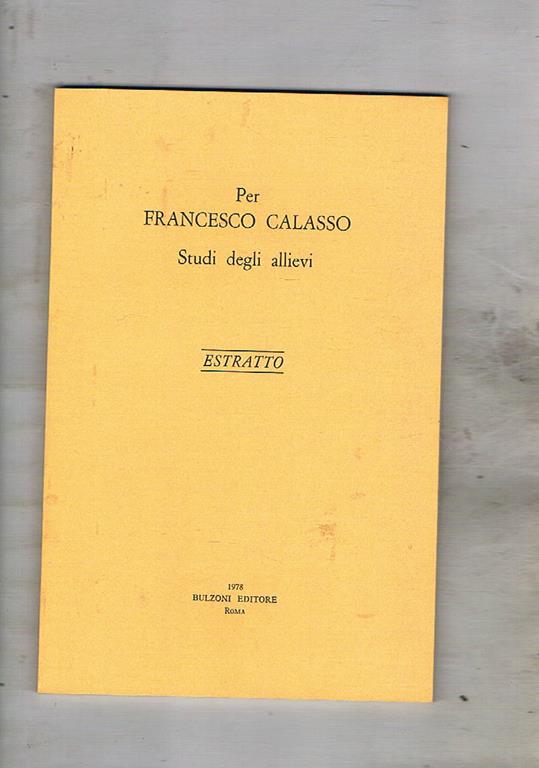 Per
FRANCESCO CALASSO
Studi degli allievi
ESTRATTO
1978
BULZONI EDITORE
ROMA